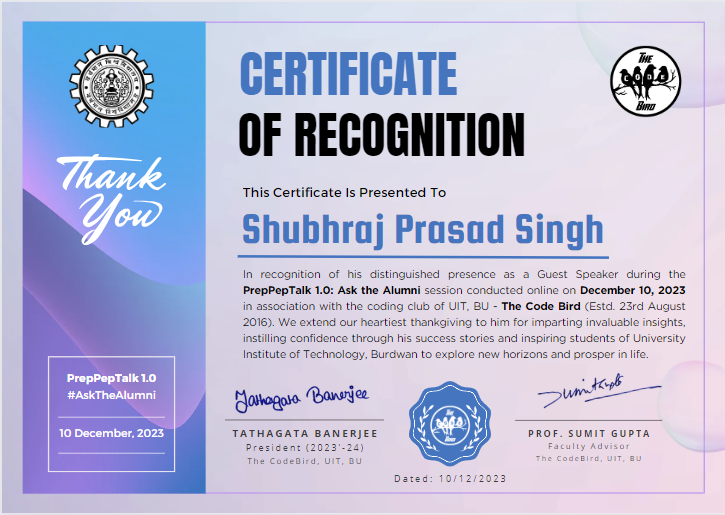 CERTIFICATE
OF RECOGNITION
THE
CODE
BIRD
Thank
You
This Certificate Is Presented To
Shubhraj Prasad Singh
In recognition of his distinguished presence as a Guest Speaker during the
PrepPepTalk 1.0: Ask the Alumni session conducted online on December 10, 2023
in association with the coding club of UIT, BU - The Code Bird (Estd. 23rd August
2016). We extend our heartiest thankgiving to him for imparting invaluable insights,
instilling confidence through his success stories and inspiring students of University
Institute of Technology, Burdwan to explore new horizons and prosper in life.
PrepPepTalk 1.0
#AskTheAlumni
10 December, 2023
Tathagata Banerjee
TATHAGATA BANERJEE
President (2023'-24)
The CodeBird, UIT, BU
THE
CODE
BIRD
Sumit Gupta
PROF. SUMIT GUPTA
Faculty Advisor
The CodeBird, UIT, BU
Dated: 10/12/2023